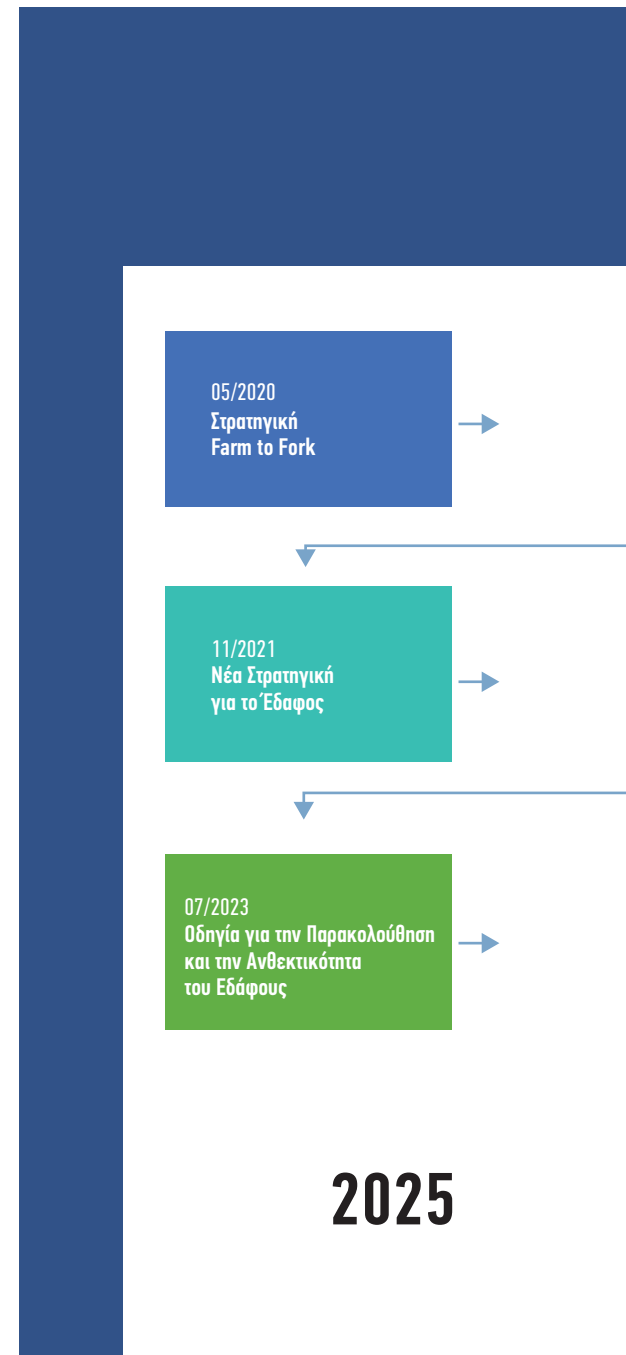 05/2020
Στρατηγική
Farm to Fork
11/2021
Νέα Στρατηγική
για το Έδαφος
07/2023
Οδηγία για την Παρακολούθηση
και την Ανθεκτικότητα
του Εδάφους
2025